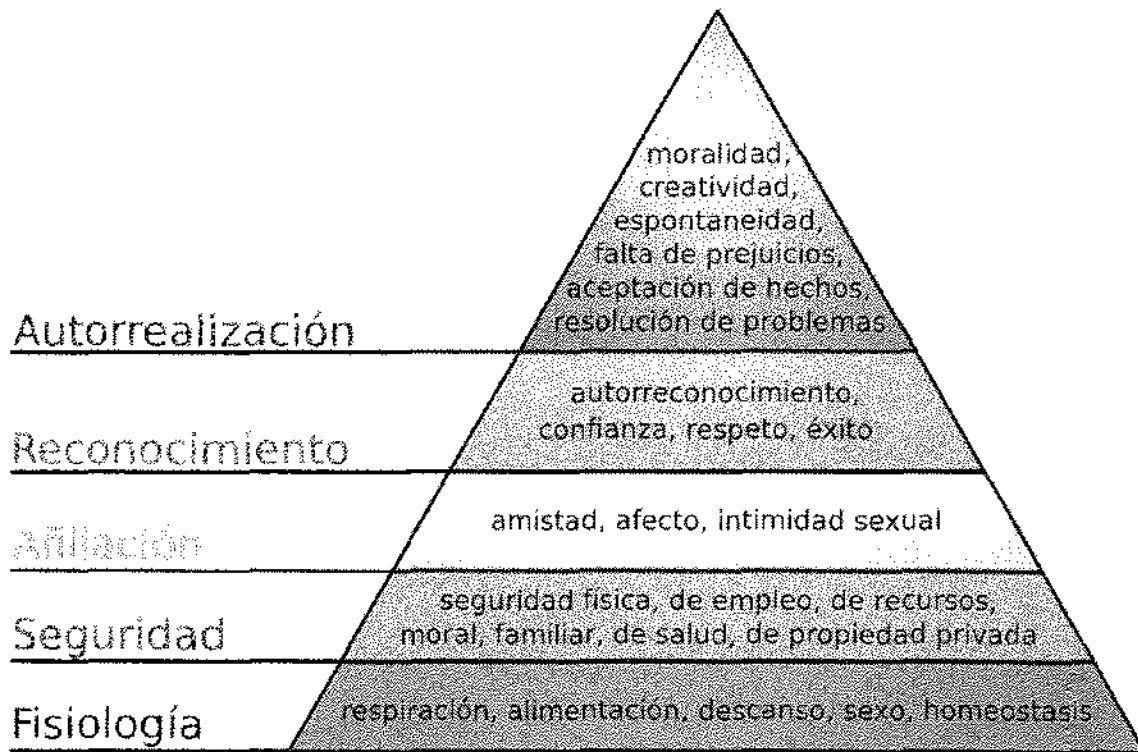 moralidad,
creatividad,
espontaneidad,
falta de prejuicios,
aceptación de hechos,
resolución de problemas
Autorrealización
autorreconocimiento,
confianza, respeto, éxito
Reconocimiento
amistad, afecto, intimidad sexual
Afiliación
seguridad física, de empleo, de recursos,
moral, familiar, de salud, de propiedad privada
Seguridad
respiración, alimentación, descanso, sexo, homeostasis
Fisiología